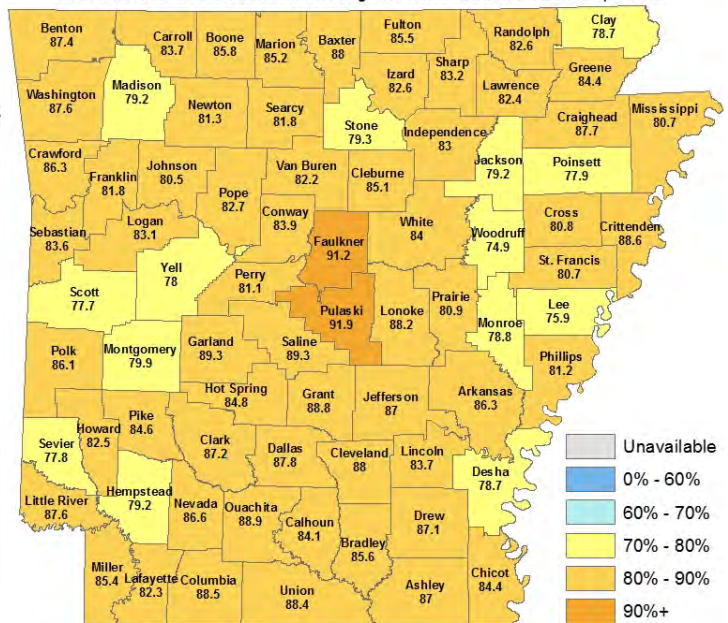 Benton
87.4
Carroll
83.7
Boone
85.8
Marion
85.2
Baxter
88
Fulton
85.5
Randolph
82.6
Clay
78.7
Washington
87.6
Madison
79.2
Newton
81.3
Searcy
81.8
Stone
79.3
Izard
82.6
Sharp
83.2
Lawrence
82.4
Greene
84.4
Independence
83
Craighead
87.7
Mississippi
80.7
Crawford
86.3
Franklin
81.8
Johnson
80.5
Pope
82.7
Van Buren
82.2
Cleburne
85.1
Jackson
79.2
Poinsett
77.9
Sebastian
83.6
Logan
83.1
Conway
83.9
Faulkner
91.2
White
84
Woodruff
74.9
Cross
80.8
Crittenden
88.6
St. Francis
80.7
Scott
77.7
Yell
78
Perry
81.1
Pulaski
91.9
Lonoke
88.2
Prairie
80.9
Monroe
78.8
Lee
75.9
Phillips
81.2
Polk
86.1
Montgomery
79.9
Garland
89.3
Saline
89.3
Hot Spring
84.8
Grant
88.8
Jefferson
87
Arkansas
86.3
Sevier
77.8
Howard
82.5
Pike
84.6
Clark
87.2
Dallas
87.8
Cleveland
88
Lincoln
83.7
Desha
78.7
Little River
87.6
Hempstead
79.2
Nevada
86.6
Ouachita
88.9
Calhoun
84.1
Bradley
85.6
Drew
87.1
Miller
85.4
Lafayette
82.3
Columbia
88.5
Union
88.4
Ashley
87
Chicot
84.4
Unavailable
0% - 60%
60% - 70%
70% - 80%
80% - 90%
90%+